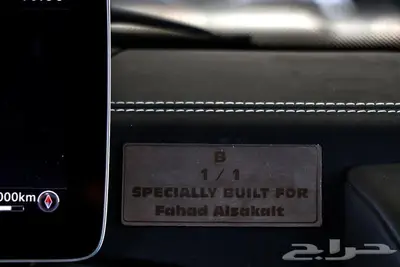 000km
B
1 / 1
SPECIALLY BUILT FOR
Fahad Alsakait
حراج